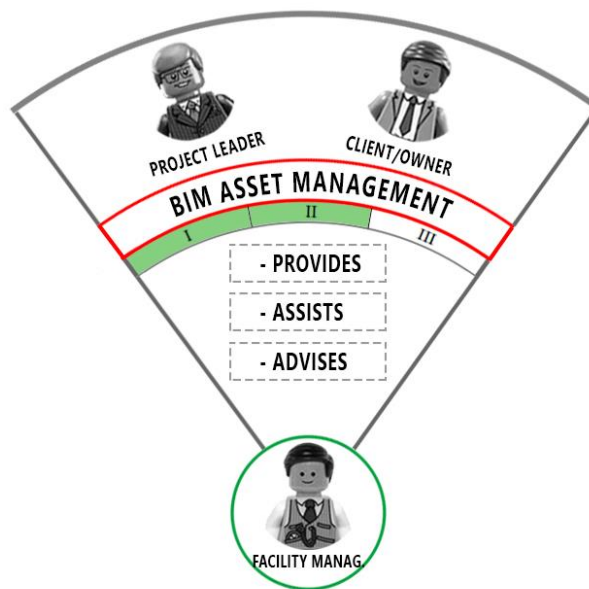 PROJECT LEADER
CLIENT/OWNER
BIM ASSET MANAGEMENT
I
II
III
- PROVIDES
- ASSISTS
- ADVISES
FACILITY MANAG.